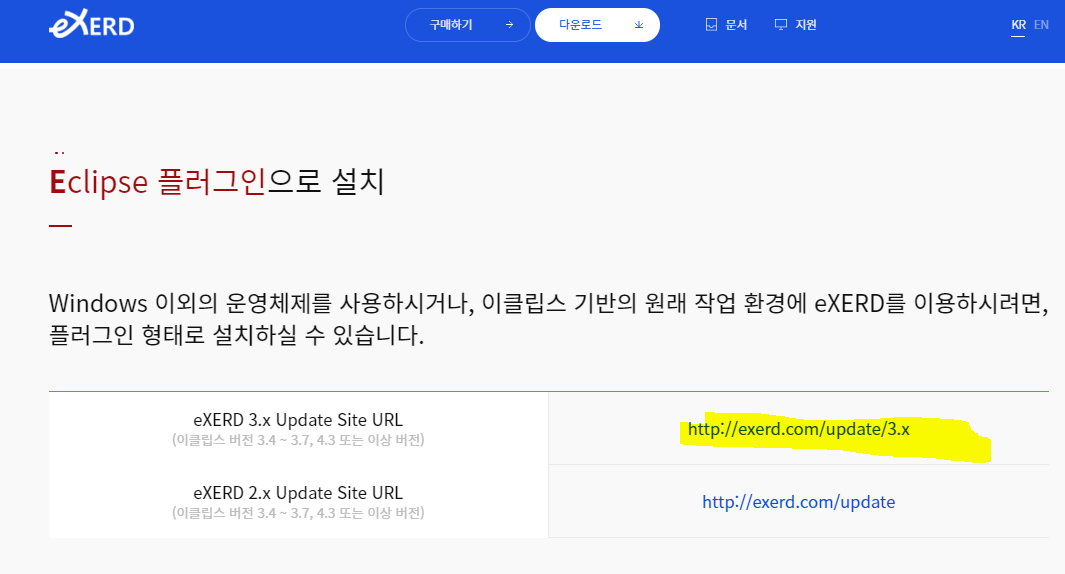 eXERD
구매하기
다운로드
문서
지원
KR EN
Eclipse 플러그인으로 설치
Windows 이외의 운영체제를 사용하시거나, 이클립스 기반의 원래 작업 환경에 eXERD를 이용하시려면,
플러그인 형태로 설치하실 수 있습니다.
eXERD 3.x Update Site URL
(이클립스 버전 3.4 ~ 3.7, 4.3 또는 이상 버전)
http://exerd.com/update/3.x
eXERD 2.x Update Site URL
(이클립스 버전 3.4 ~ 3.7, 4.3 또는 이상 버전)
http://exerd.com/update